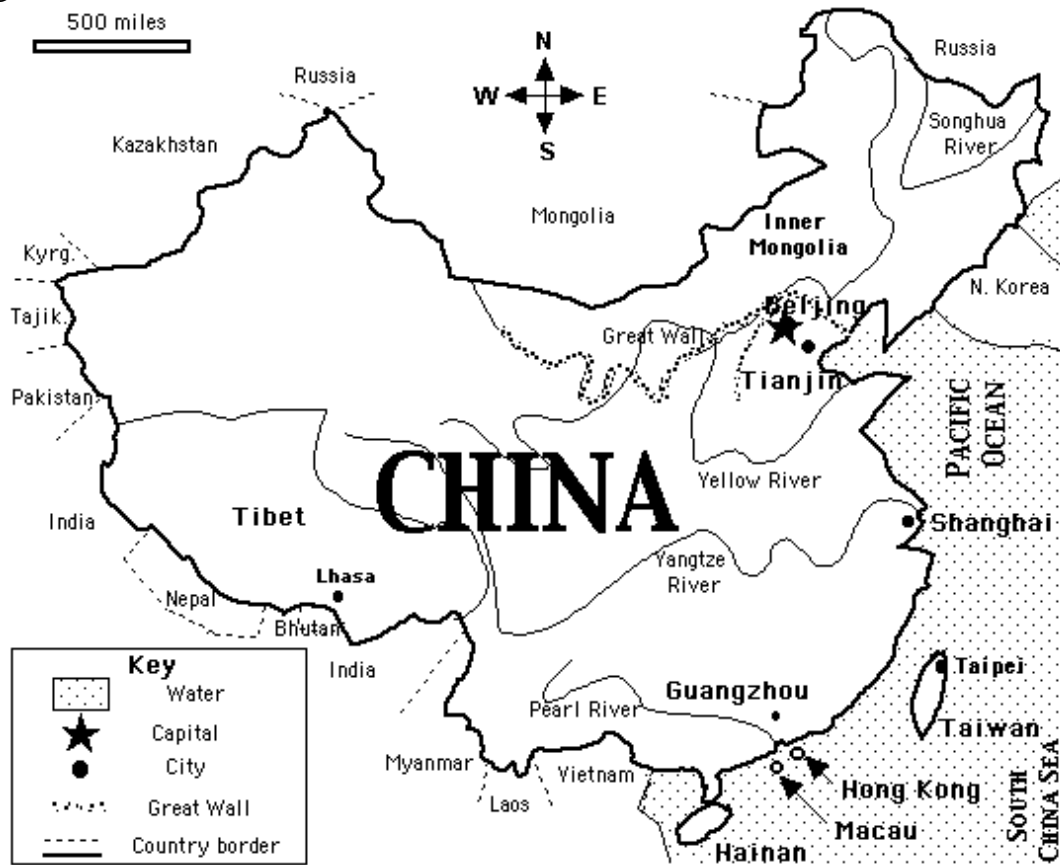 500 miles
N
W
E
S
Russia
Russia
Kazakhstan
Songhua
River
Mongolia
Inner
Mongolia
Kyrg.
N. Korea
Tajik.
Beijing
Great Wall
Tianjin
Pakistan
PACIFIC
OCEAN
CHINA
Yellow River
India
Tibet
Shanghai
Yangtze
River
Lhasa
Nepal
Bhutan
India
Key
Water
Capital
City
Great Wall
Country border
Taipei
Guangzhou
Pearl River
Taiwan
Myanmar
Vietnam
Laos
Hong Kong
Macau
Hainan
SOUTH
CHINA SEA